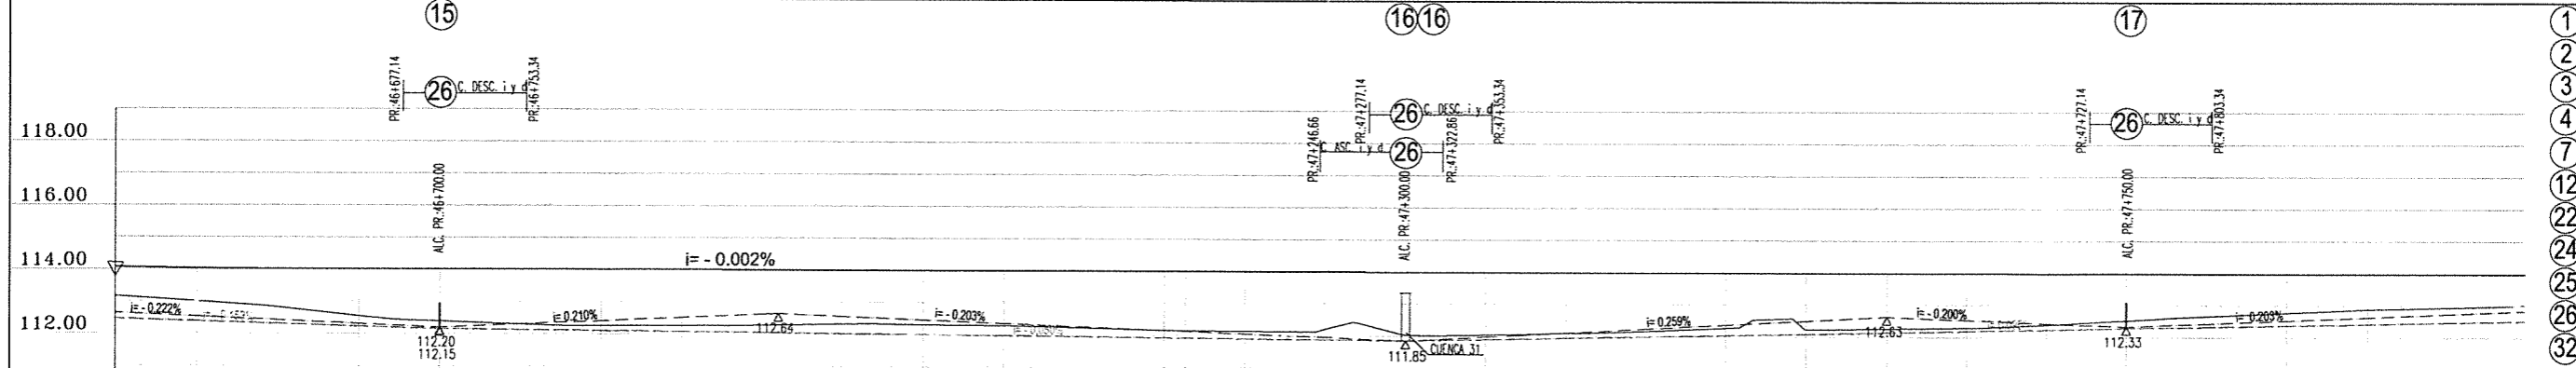 15
16 16
17
1
2
3
4
7
12
22
24
25
26
32
PR.:46+677.14
26
C. DESC. i y d
PR.:46+753.34
PR.:47+277.14
26
C. DESC. i y d
PR.:47+353.34
PR.:47+246.66
C. ASC. i y d
26
PR.:47+322.86
PR.:47+727.14
26
C. DESC. i y d
PR.:47+803.34
118.00
116.00
114.00
112.00
ALC. PR.:46+700.00
ALC. PR.:47+300.00
ALC. PR.:47+750.00
i= - 0.002%
i= - 0.222%
i= 0.210%
i= - 0.203%
i= 0.259%
i= - 0.200%
i= 0.203%
112.20
112.15
112.64
111.85
CUENCA 31
112.63
112.33